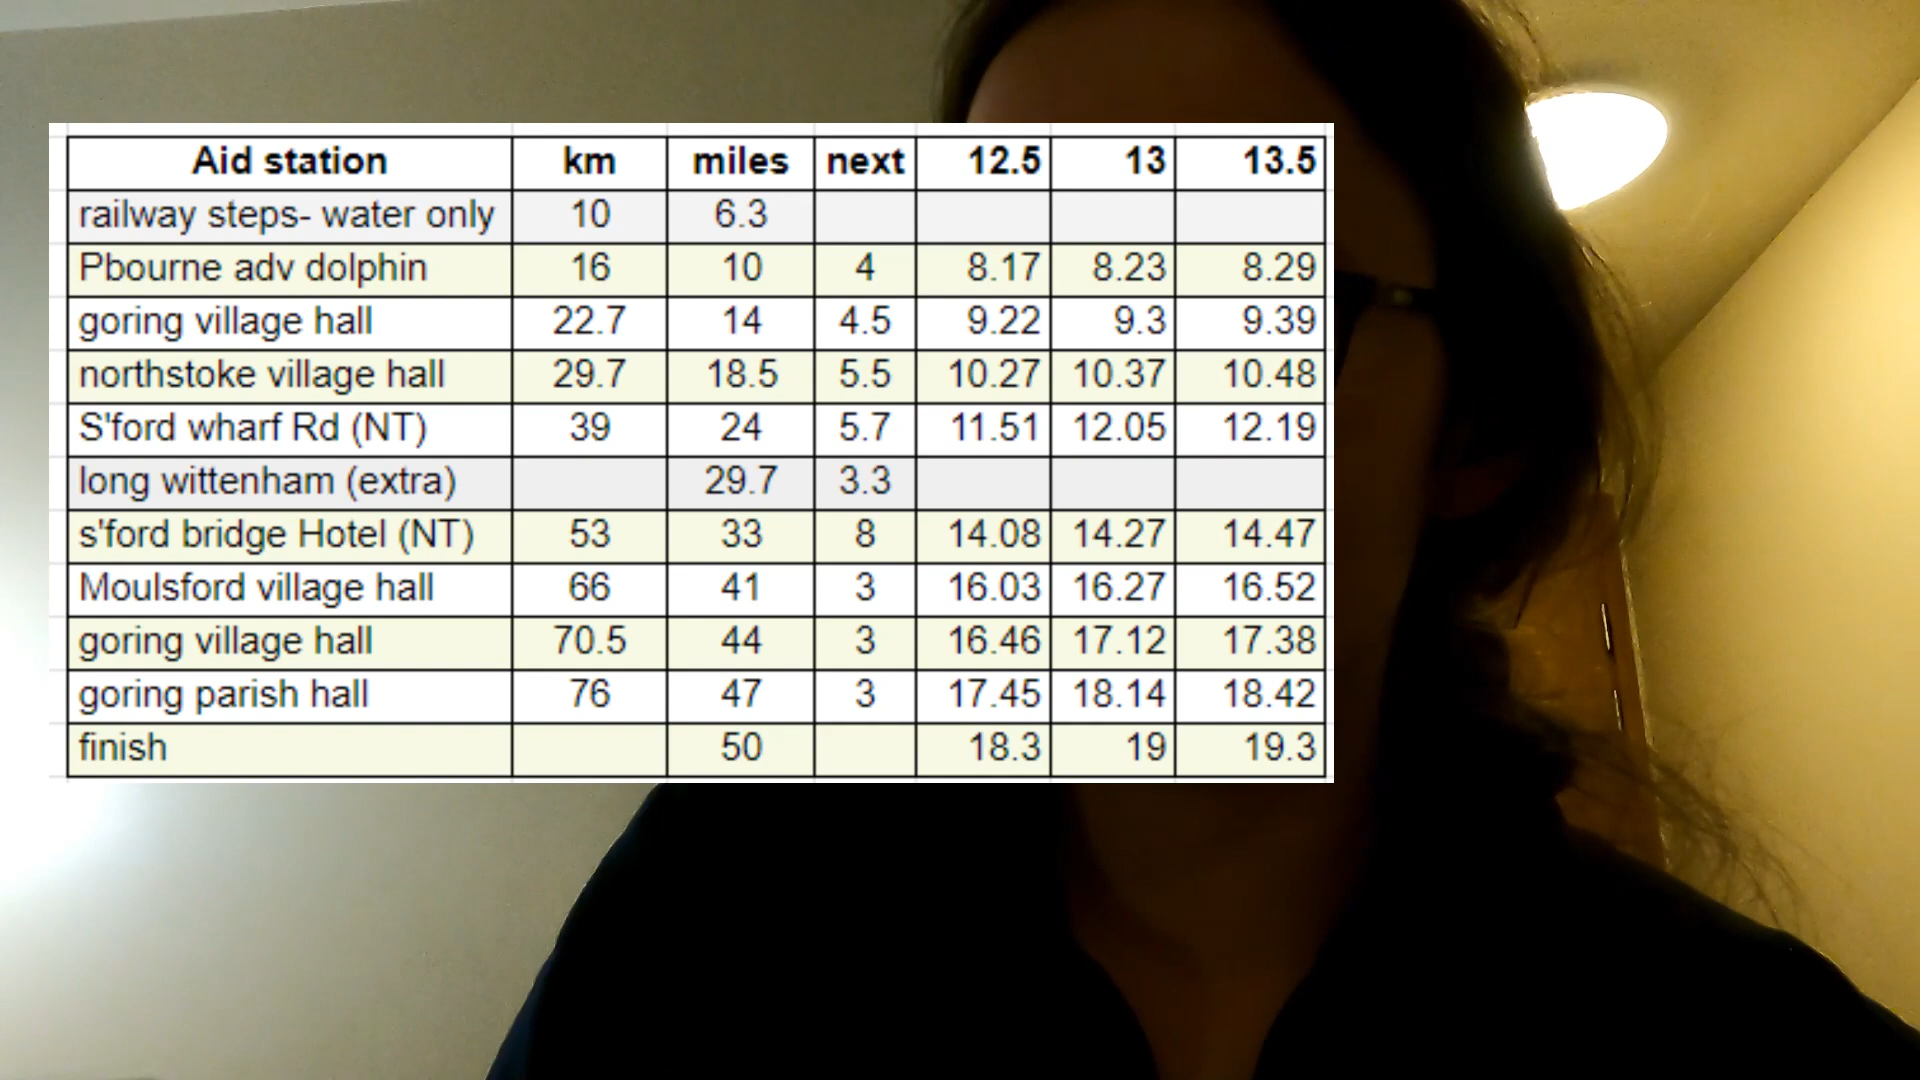 Aid station km miles next 12.5 13 13.5
railway steps- water only 10 6.3
Pbourne adv dolphin 16 10 4 8.17 8.23 8.29
goring village hall 22.7 14 4.5 9.22 9.3 9.39
northstoke village hall 29.7 18.5 5.5 10.27 10.37 10.48
S'ford wharf Rd (NT) 39 24 5.7 11.51 12.05 12.19
long wittenham (extra) 29.7 3.3
s'ford bridge Hotel (NT) 53 33 8 14.08 14.27 14.47
Moulsford village hall 66 41 3 16.03 16.27 16.52
goring village hall 70.5 44 3 16.46 17.12 17.38
goring parish hall 76 47 3 17.45 18.14 18.42
finish 50 18.3 19 19.3